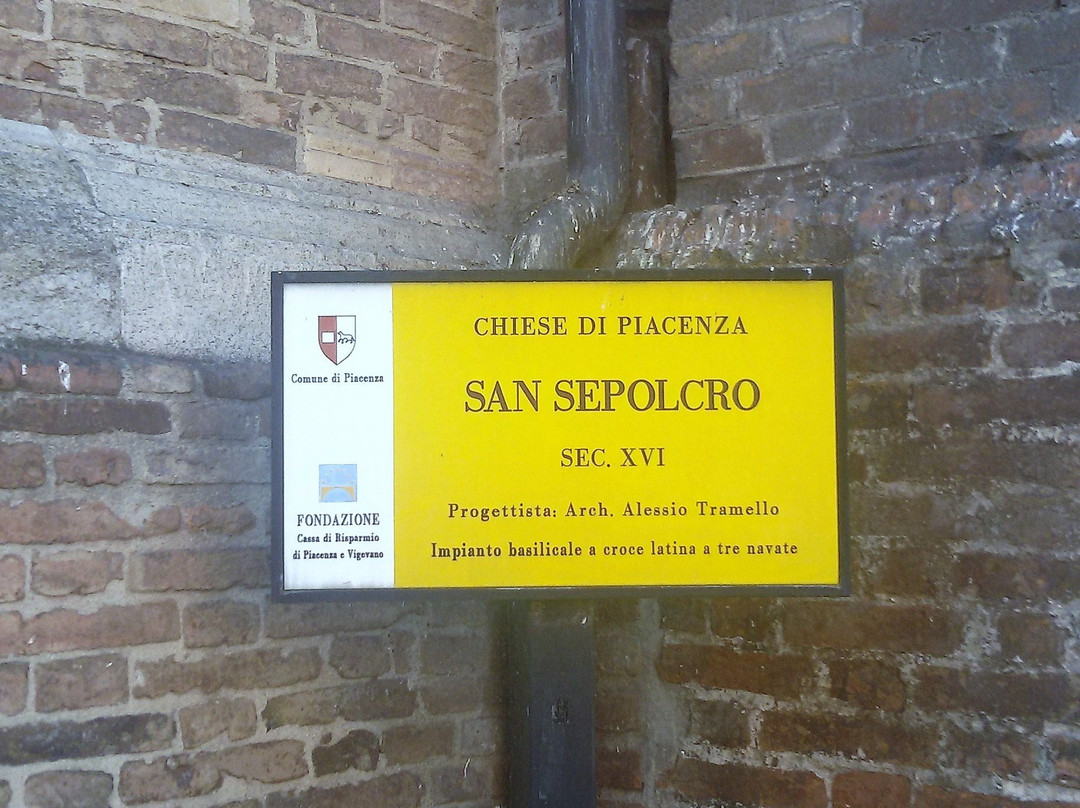 Comune di Piacenza
FONDAZIONE
Cassa di Risparmio
di Piacenza e Vigevano
CHIESE DI PIACENZA
SAN SEPOLCRO
SEC. XVI
Progettista: Arch. Alessio Tramello
Impianto basilicale a croce latina a tre navate